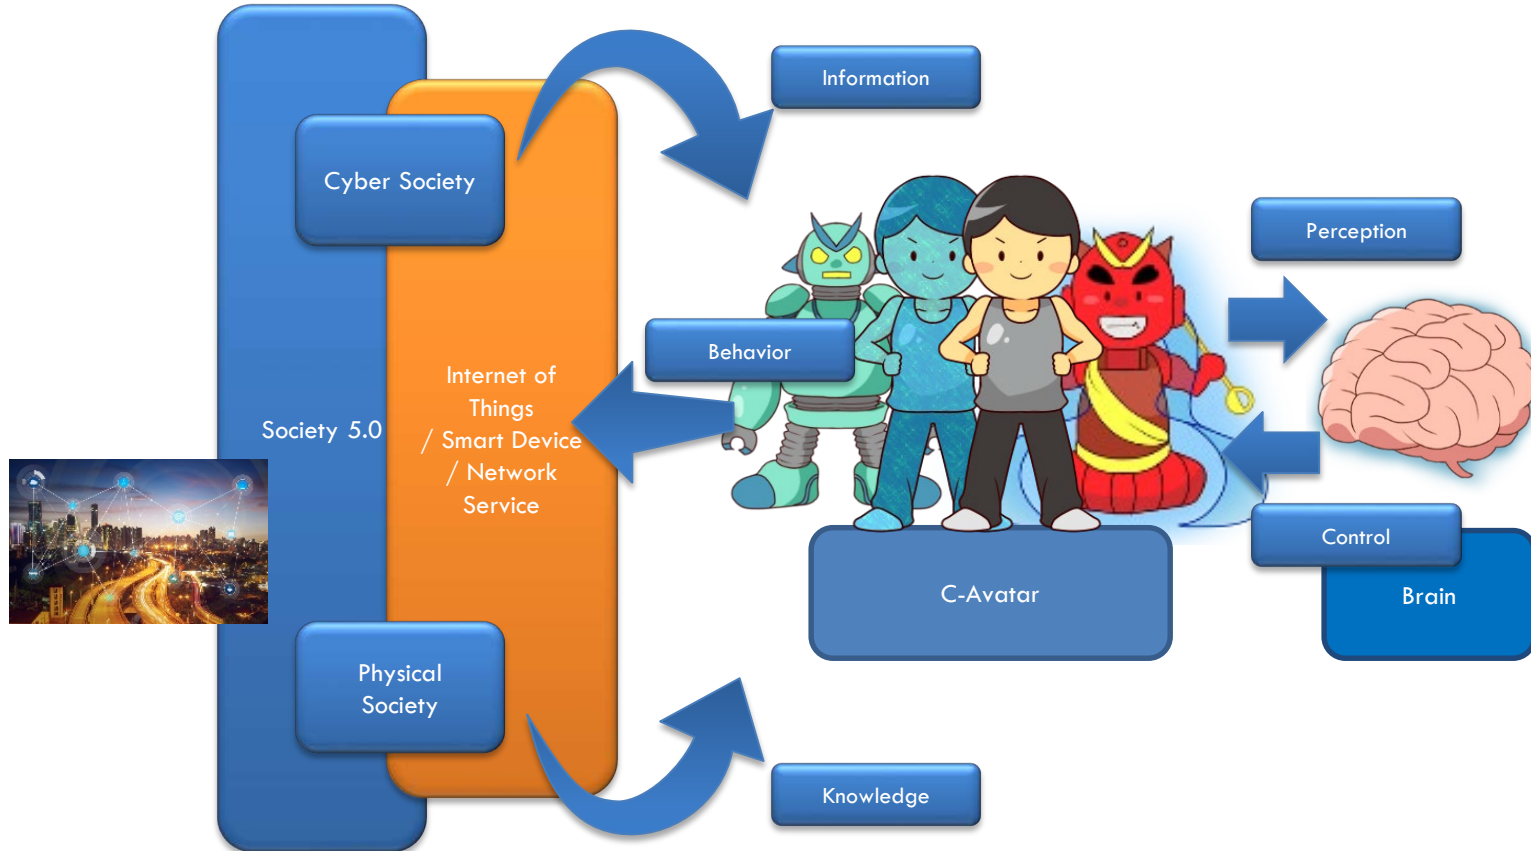 Information
Cyber Society
Perception
Behavior
Internet of
Things
/ Smart Device
/ Network
Service
Society 5.0
Control
C-Avatar
Brain
Physical
Society
Knowledge